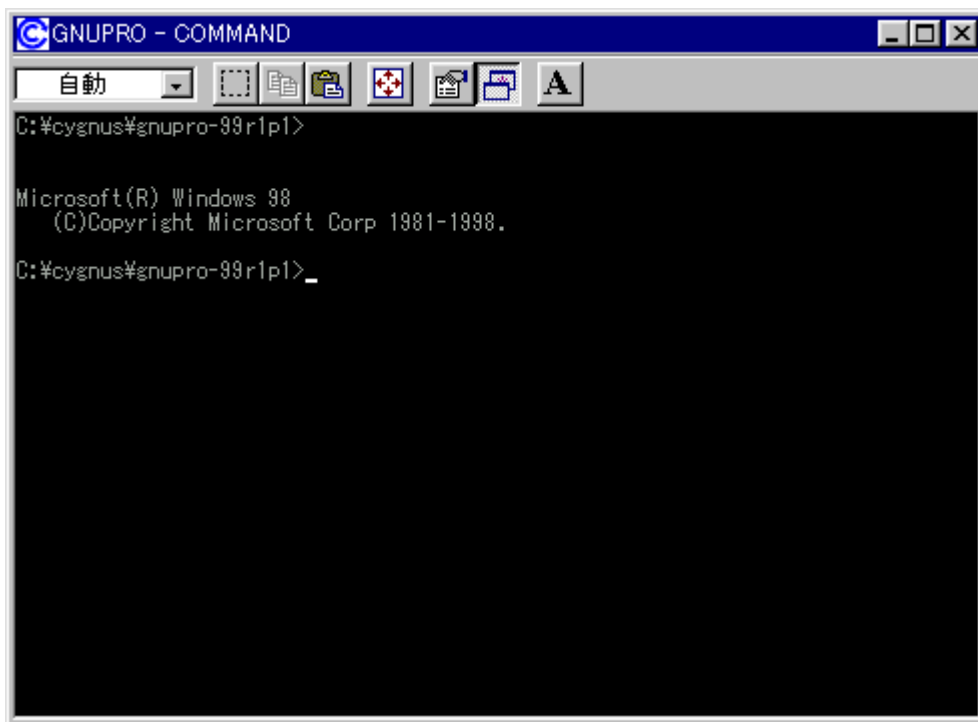 GNUPRO - COMMAND
自動
A
C:¥cygnus¥gnupro-99r1p1>
Microsoft(R) Windows 98
(C)Copyright Microsoft Corp 1981-1998.
C:¥cygnus¥gnupro-99r1p1>